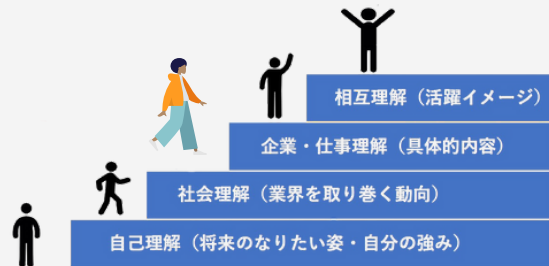 相互理解（活躍イメージ）
企業・仕事理解（具体的内容）
社会理解（業界を取り巻く動向）
自己理解（将来のなりたい姿・自分の強み）